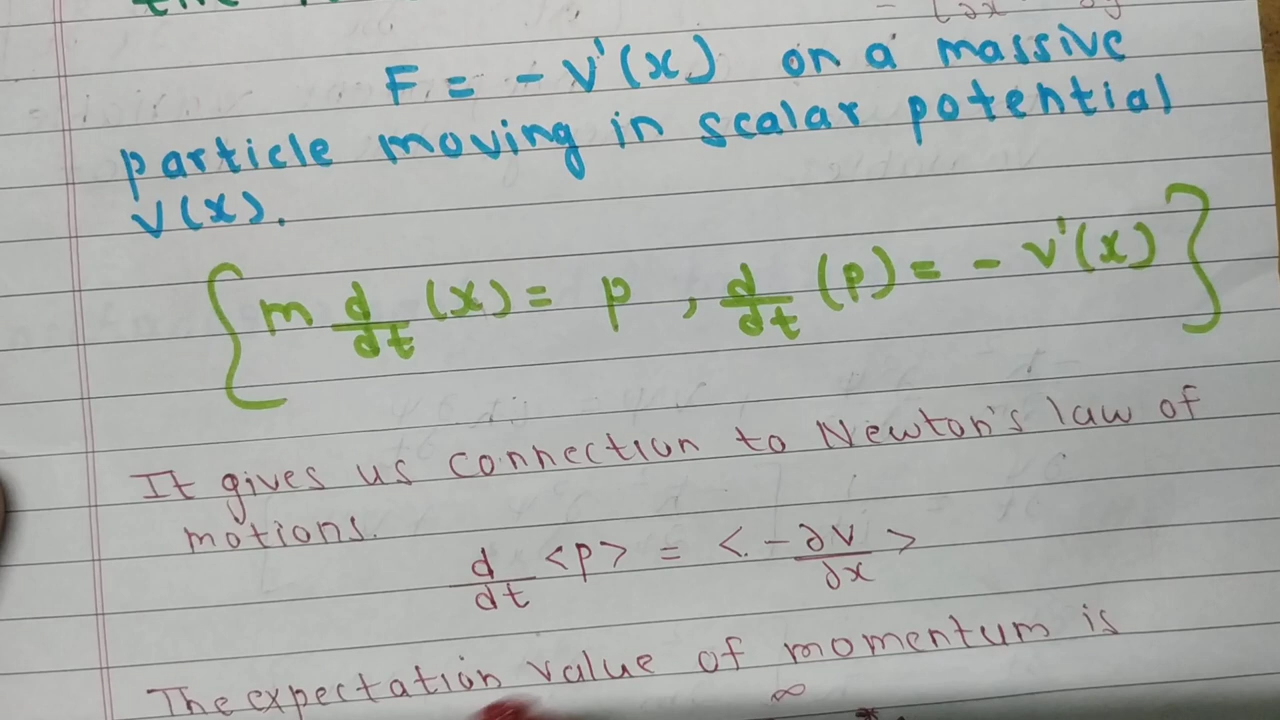 F = - V'(x) on a massive
particle moving in scalar potential
V(x).
{ m d/dt (x) = p , d/dt (p) = - V'(x) }
It gives us connection to Newton's law of
motions.
d/dt <p> = < - ∂V/∂x >
The expectation value of momentum is
∞